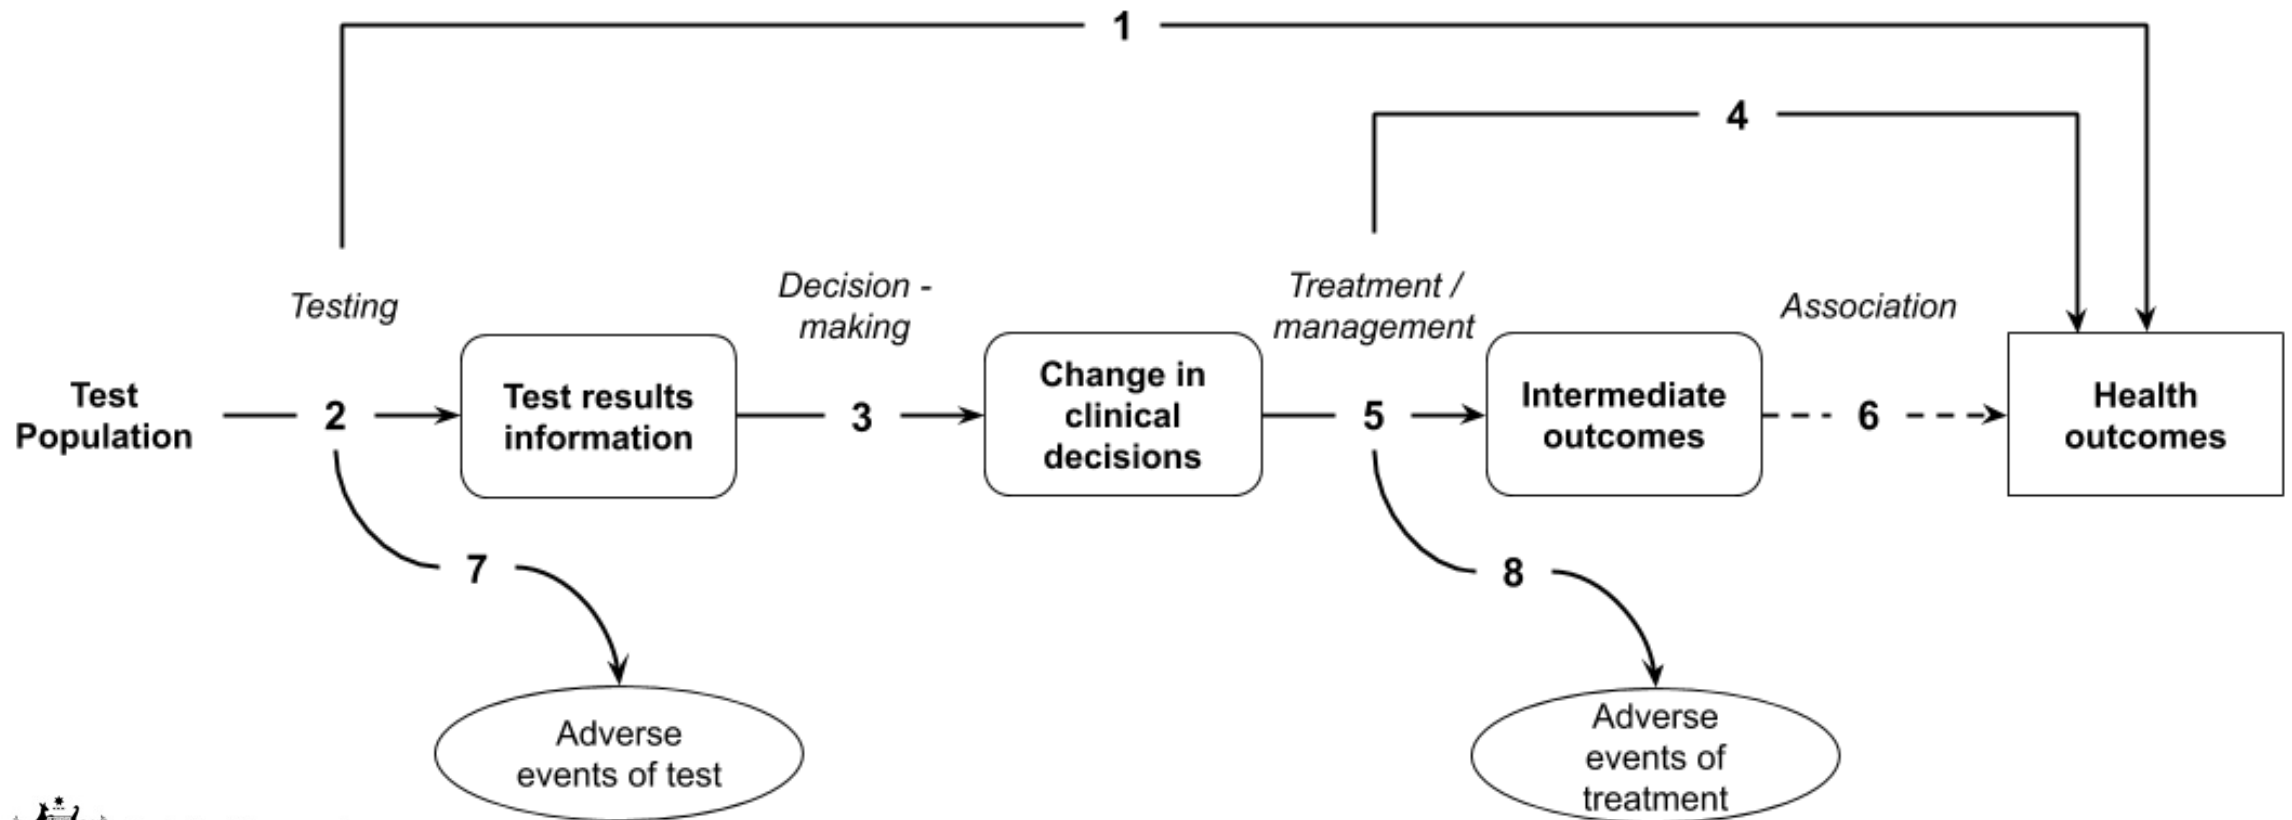 1
4
Testing
Decision -
making
Treatment /
management
Association
Test
Population
2
Test results
information
3
Change in
clinical
decisions
5
Intermediate
outcomes
6
Health
outcomes
7
8
Adverse
events of test
Adverse
events of
treatment